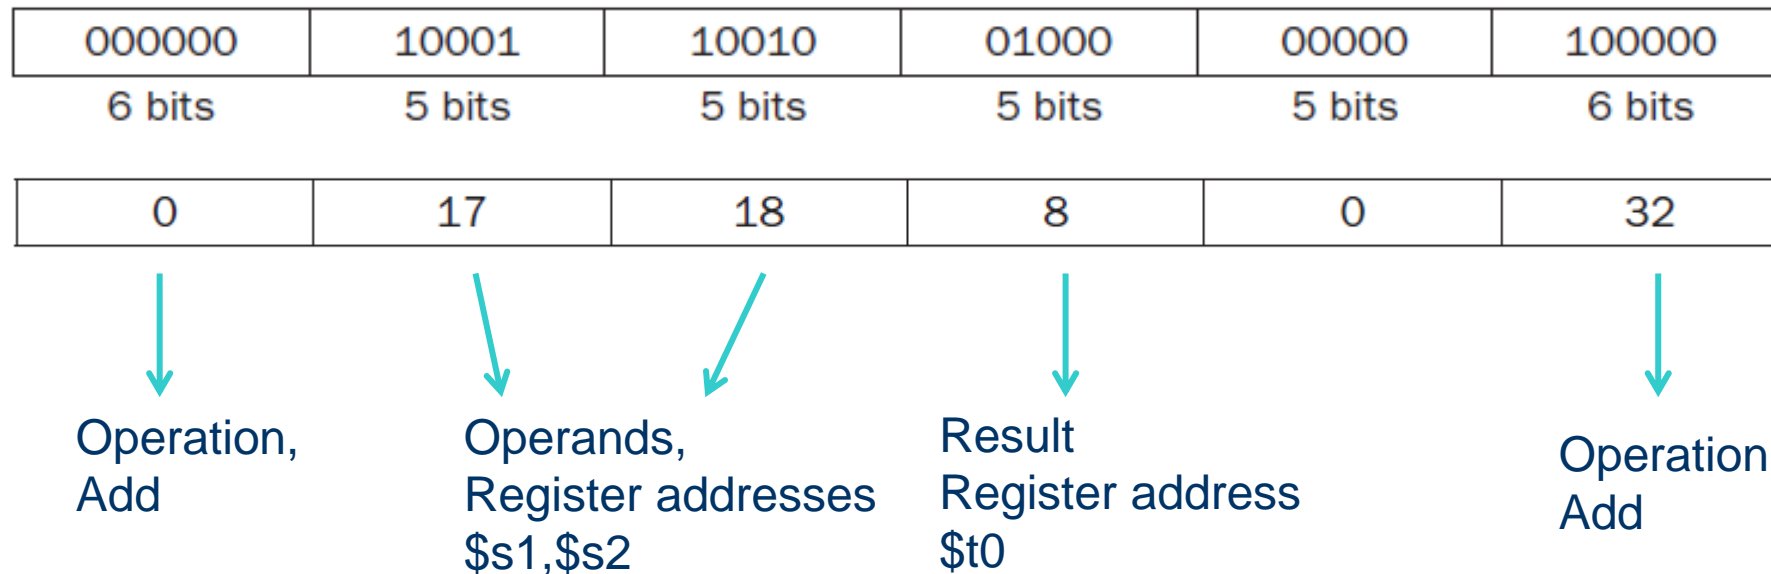 000000 10001 10010 01000 00000 100000
6 bits 5 bits 5 bits 5 bits 5 bits 6 bits
0 17 18 8 0 32
Operation,
Add
Operands,
Register addresses
$s1,$s2
Result
Register address
$t0
Operation
Add